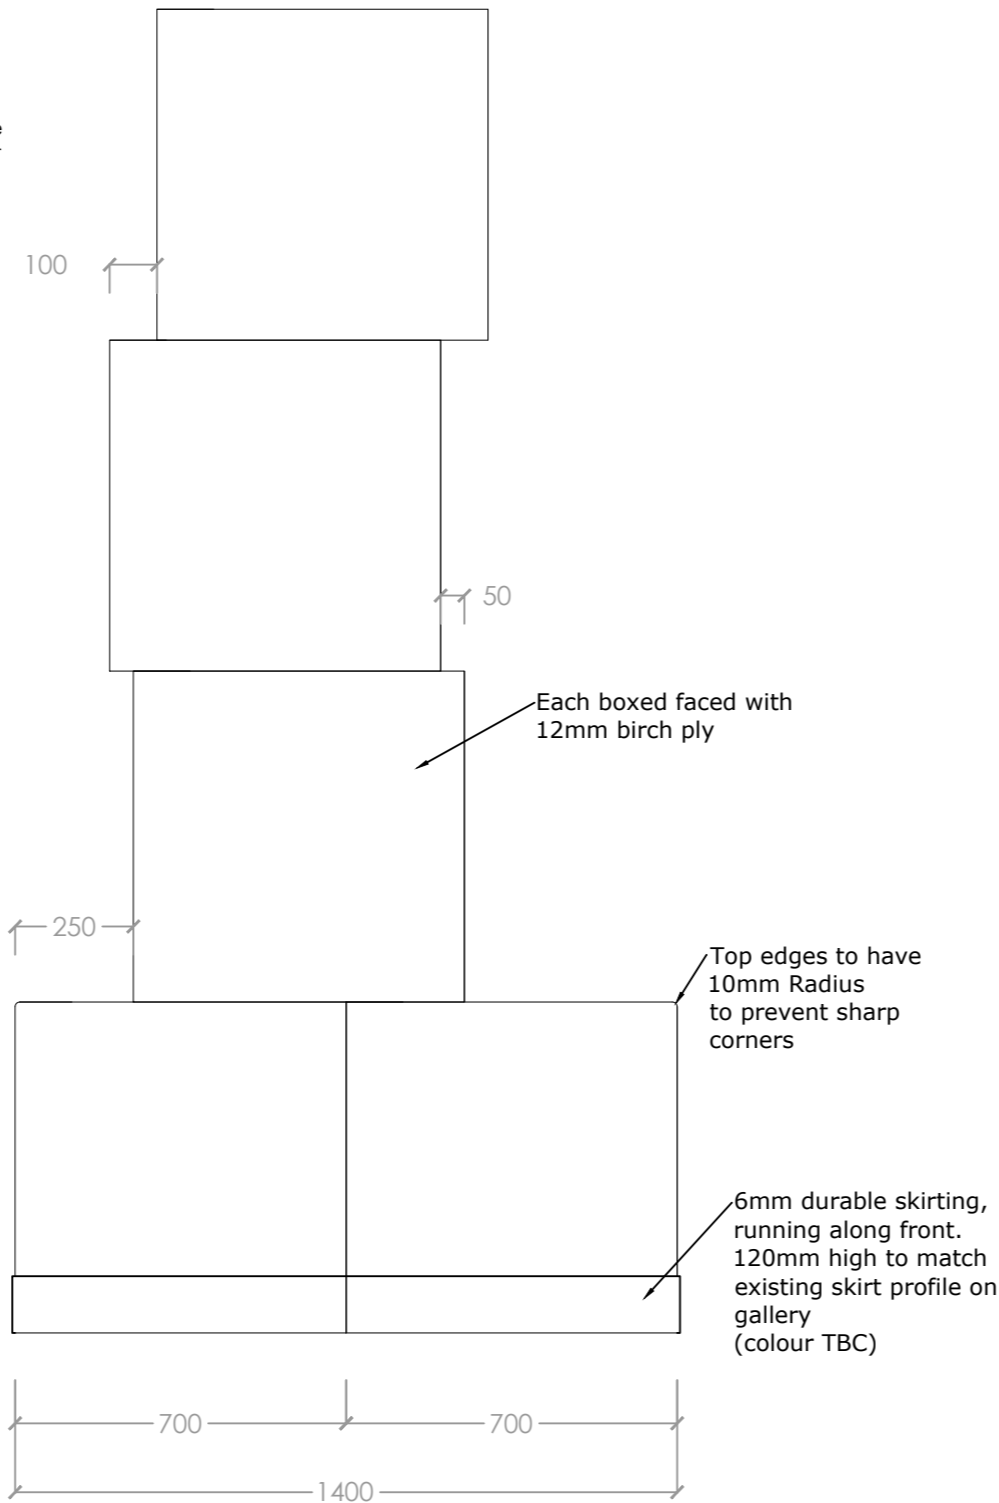 100
50
Each boxed faced with
12mm birch ply
250
Top edges to have
10mm Radius
to prevent sharp
corners
6mm durable skirting,
running along front.
120mm high to match
existing skirt profile on
gallery
(colour TBC)
700
700
1400